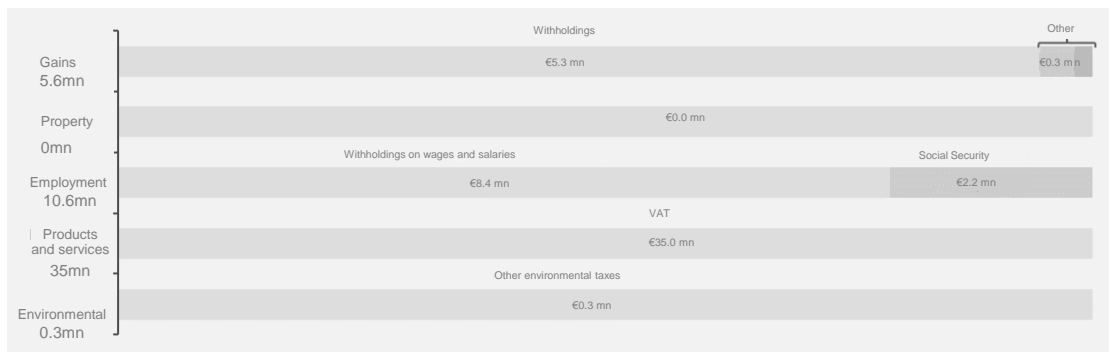 Withholdings
Other
Gains
5.6mn
€5.3 mn
€0.3 mn
Property
0mn
€0.0 mn
Withholdings on wages and salaries
Social Security
Employment
10.6mn
€8.4 mn
€2.2 mn
VAT
Products
and services
35mn
€35.0 mn
Other environmental taxes
Environmental
0.3mn
€0.3 mn